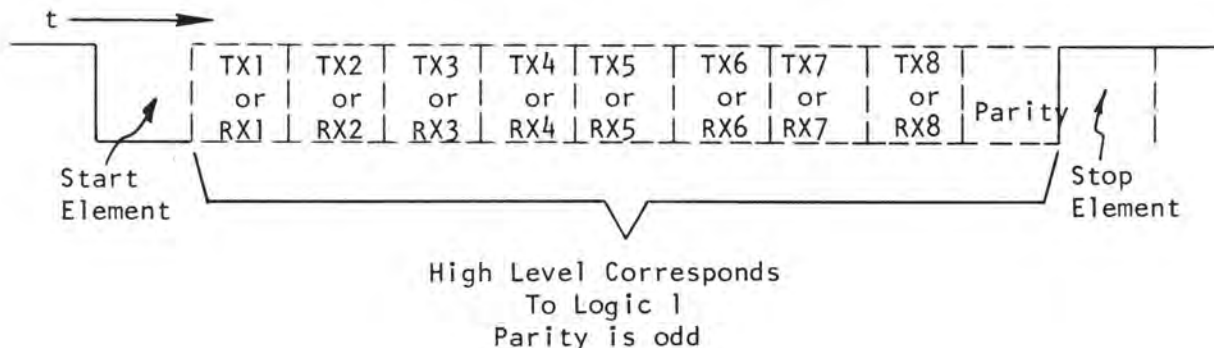 t
TX1 TX2 TX3 TX4 TX5 TX6 TX7 TX8
or or or or or or or or
RX1 RX2 RX3 RX4 RX5 RX6 RX7 RX8
Parity
Start
Element
Stop
Element
High Level Corresponds
To Logic 1
Parity is odd